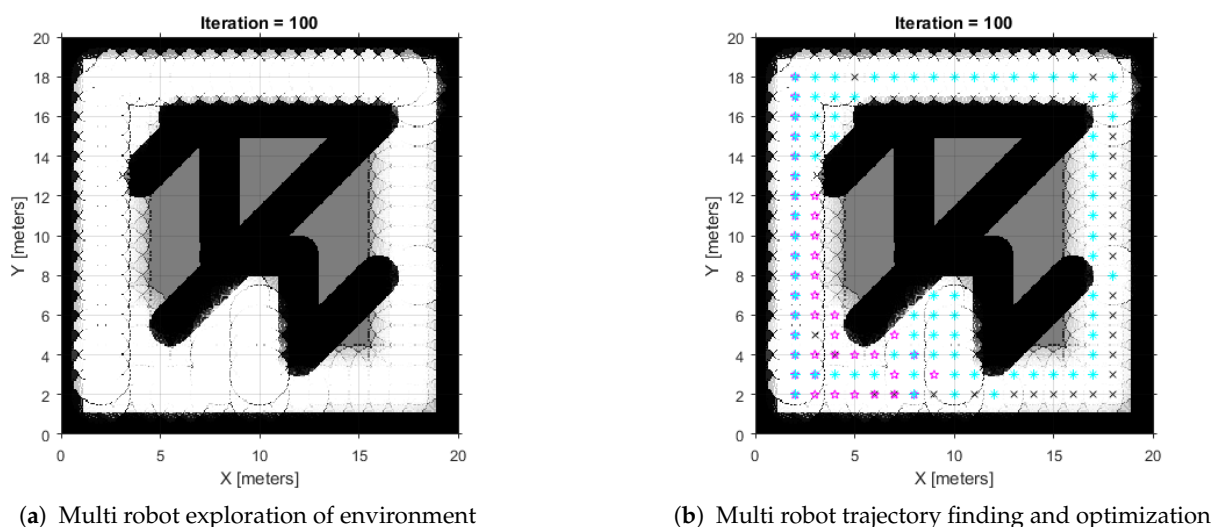 Iteration = 100
20
18
16
14
12
10
8
6
4
2
0
Y [meters]
0 5 10 15 20
X [meters]
(a) Multi robot exploration of environment
Iteration = 100
20
18
16
14
12
10
8
6
4
2
0
Y [meters]
0 5 10 15 20
X [meters]
(b) Multi robot trajectory finding and optimization